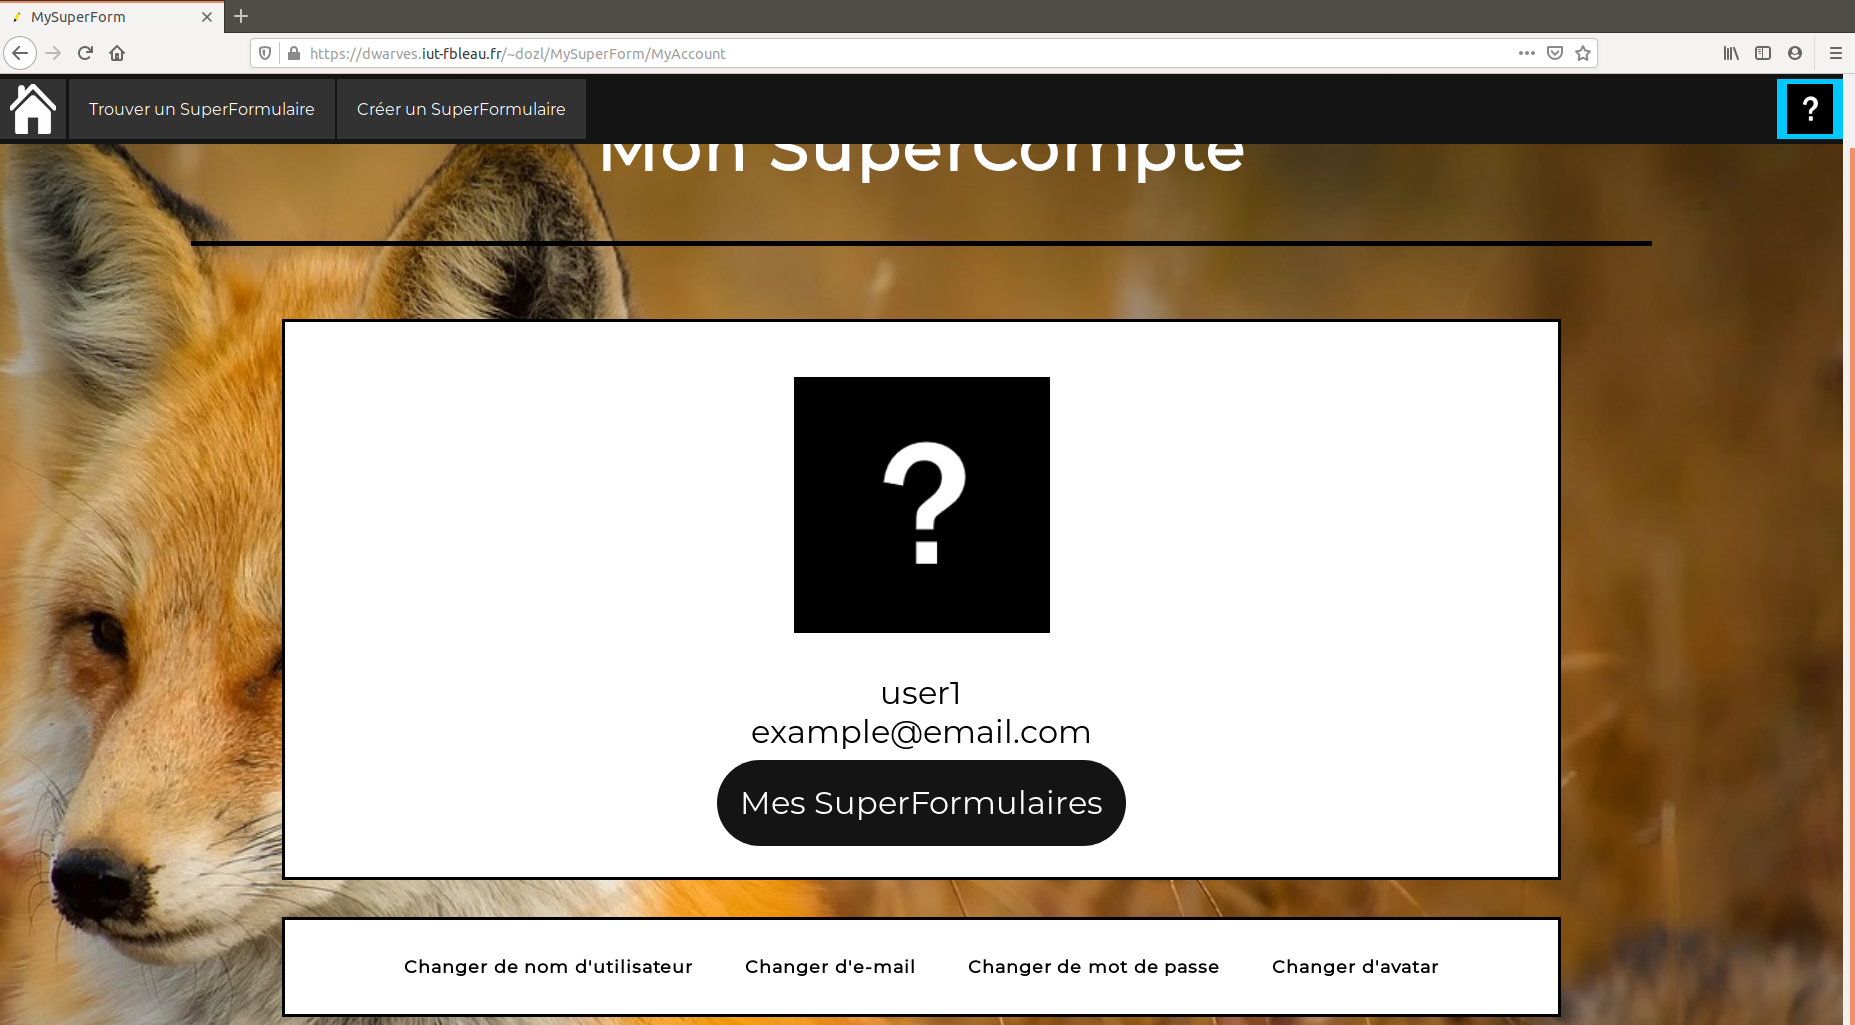 MySuperForm
https://dwarves.iut-fbleau.fr/~dozl/MySuperForm/MyAccount
Trouver un SuperFormulaire
Créer un SuperFormulaire
?
Mon SuperCompte
?
user1
example@email.com
Mes SuperFormulaires
Changer de nom d'utilisateur
Changer d'e-mail
Changer de mot de passe
Changer d'avatar